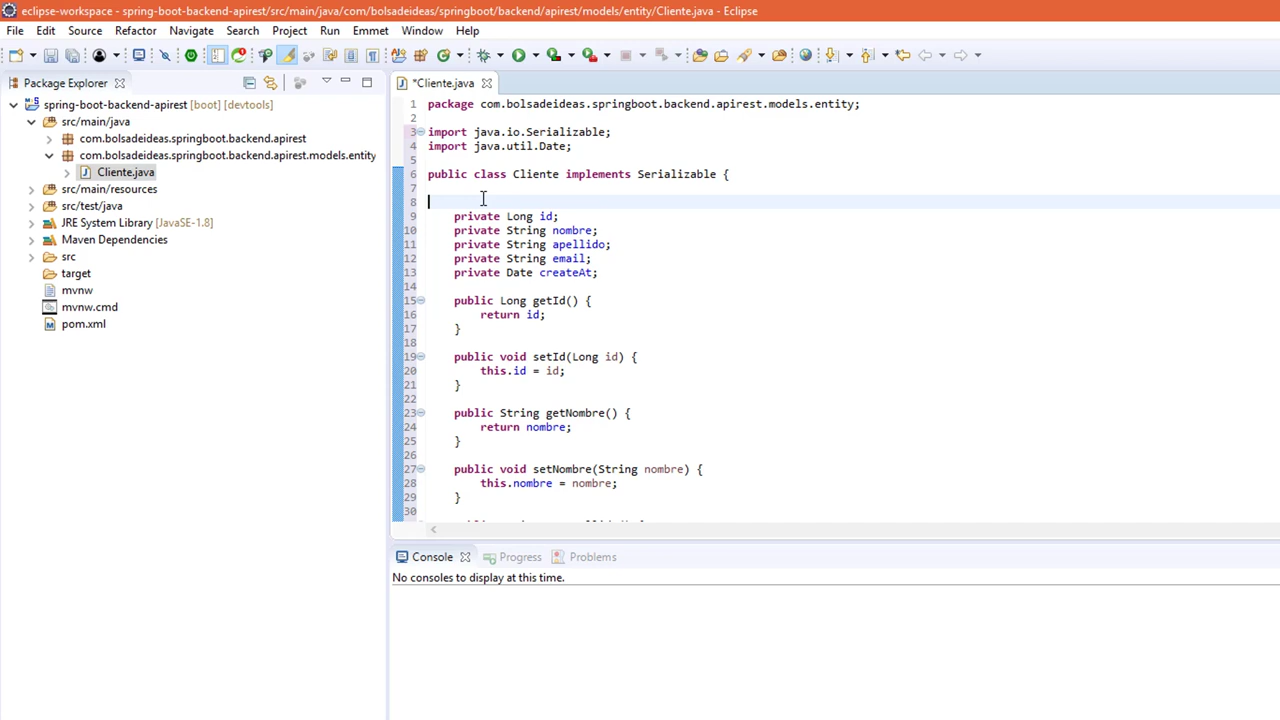 eclipse-workspace - spring-boot-backend-apirest/src/main/java/com/bolsadeideas/springboot/backend/apirest/models/entity/Cliente.java - Eclipse
File Edit Source Refactor Navigate Search Project Run Emmet Window Help
Package Explorer
spring-boot-backend-apirest [boot] [devtools]
src/main/java
com.bolsadeideas.springboot.backend.apirest
com.bolsadeideas.springboot.backend.apirest.models.entity
Cliente.java
src/main/resources
src/test/java
JRE System Library [JavaSE-1.8]
Maven Dependencies
src
target
mvnw
mvnw.cmd
pom.xml
*Cliente.java
1 package com.bolsadeideas.springboot.backend.apirest.models.entity;
2
3 import java.io.Serializable;
4 import java.util.Date;
5
6 public class Cliente implements Serializable {
7
8
9 private Long id;
10 private String nombre;
11 private String apellido;
12 private String email;
13 private Date createAt;
14
15 public Long getId() {
16 return id;
17 }
18
19 public void setId(Long id) {
20 this.id = id;
21 }
22
23 public String getNombre() {
24 return nombre;
25 }
26
27 public void setNombre(String nombre) {
28 this.nombre = nombre;
29 }
30
Console Progress Problems
No consoles to display at this time.